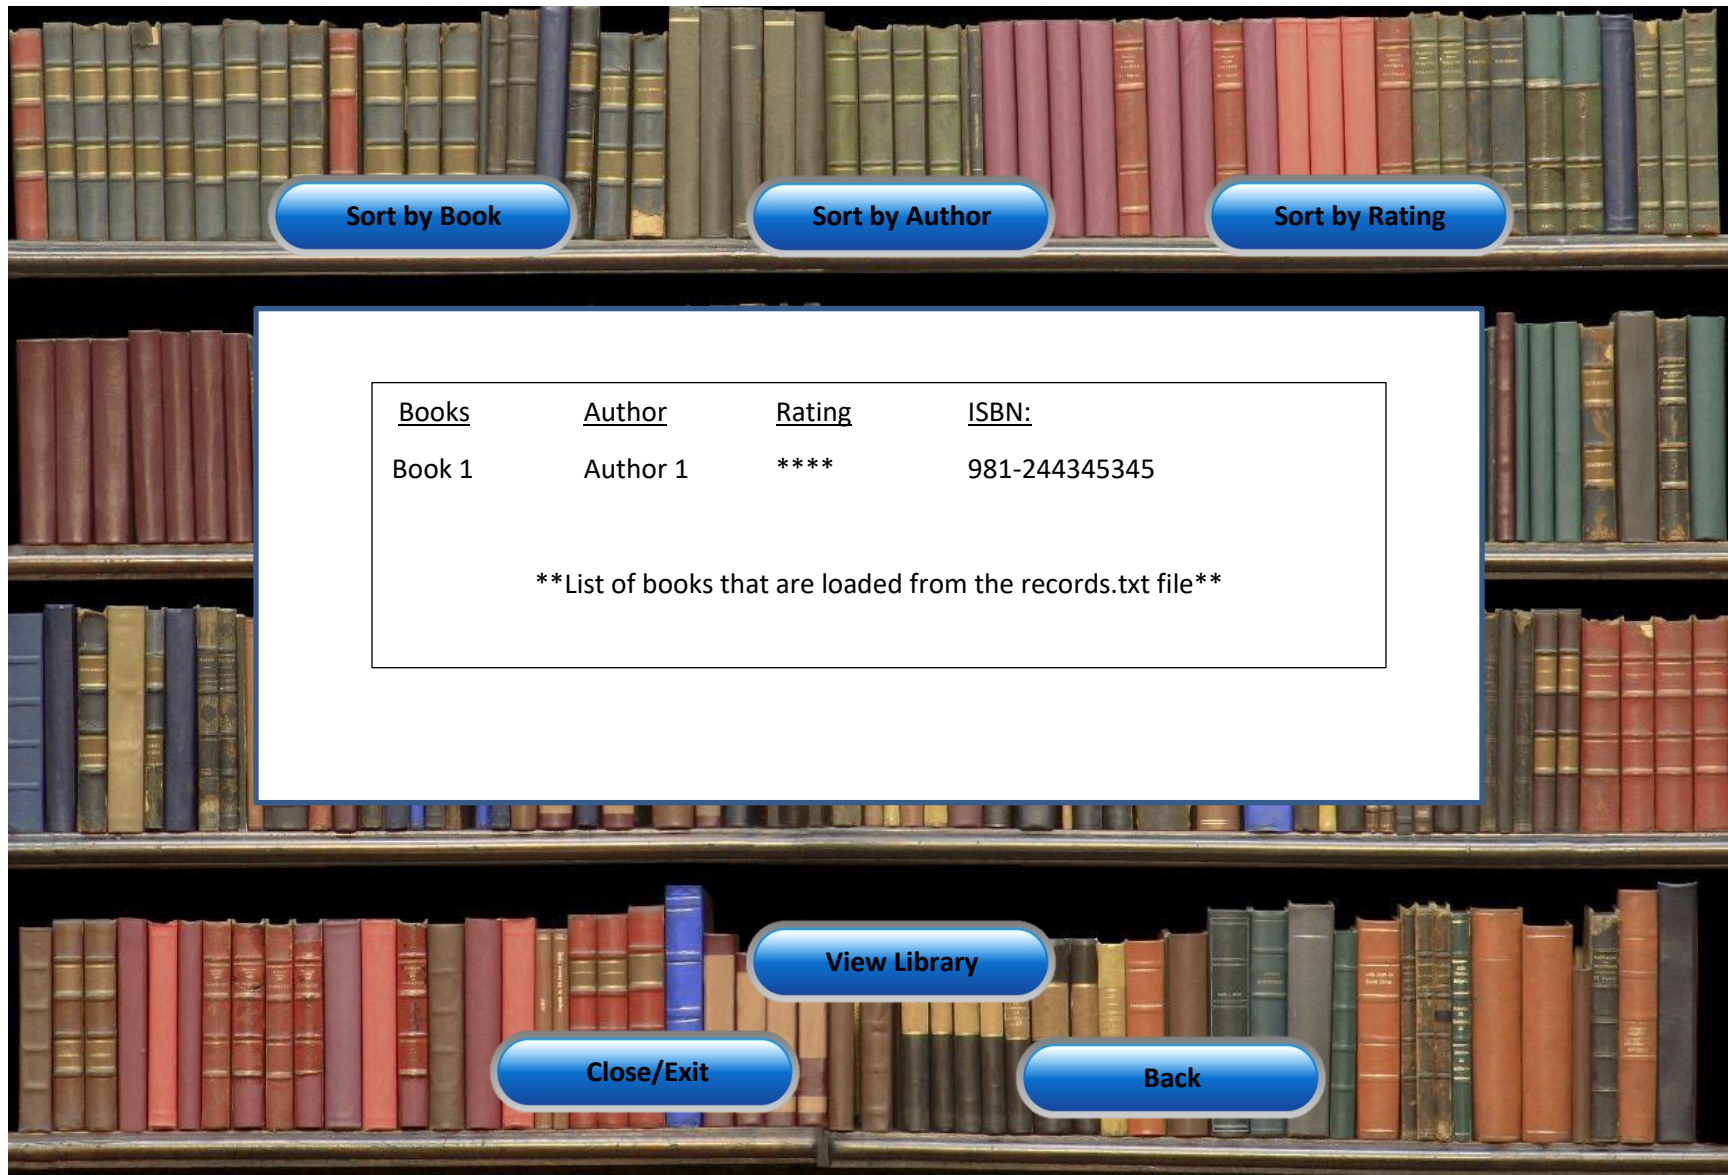 Sort by Book Sort by Author Sort by Rating
Books Author Rating ISBN:
Book 1 Author 1 **** 981-244345345
**List of books that are loaded from the records.txt file**
View Library
Close/Exit Back